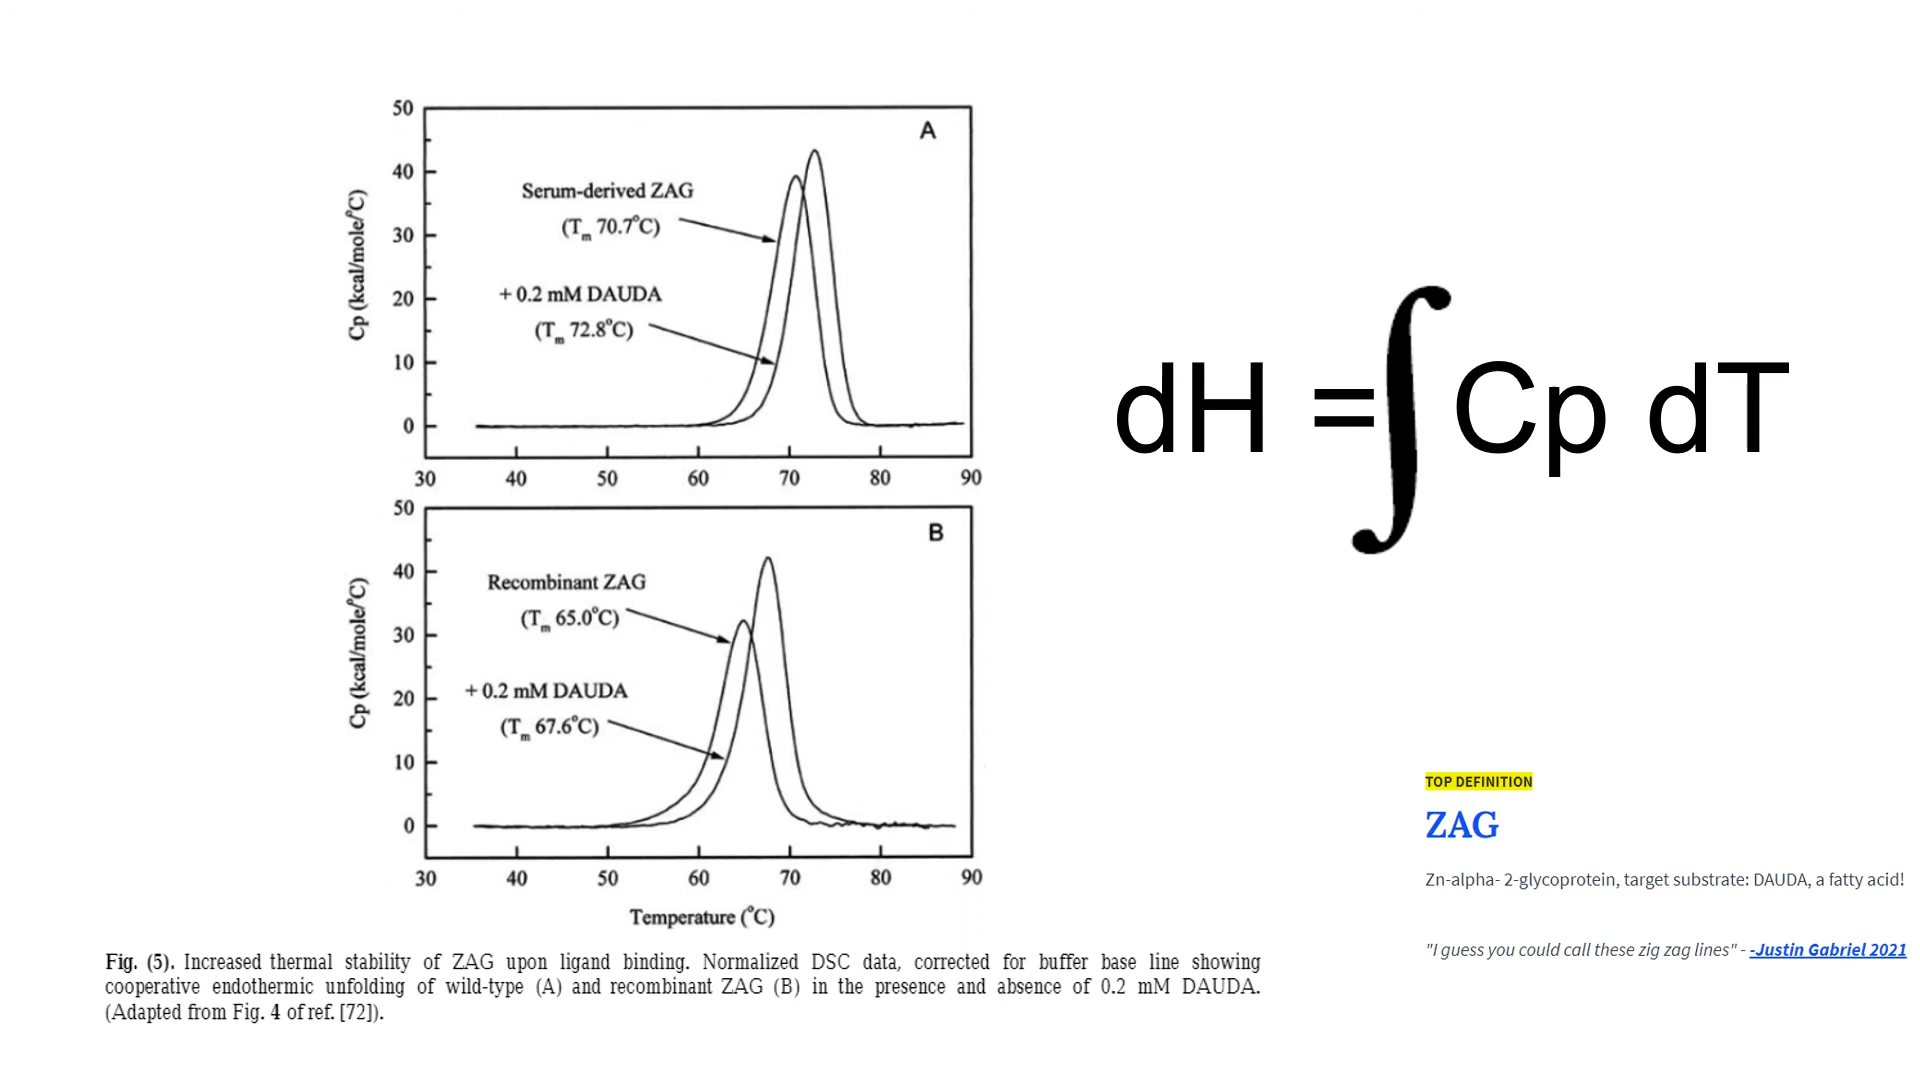 50
A
40
Serum-derived ZAG
(Tm 70.7°C)
30
Cp (kcal/mole/°C)
+ 0.2 mM DAUDA
20
(Tm 72.8°C)
10
0
30 40 50 60 70 80 90
50
B
40
Recombinant ZAG
(Tm 65.0°C)
30
Cp (kcal/mole/°C)
+ 0.2 mM DAUDA
20
(Tm 67.6°C)
10
0
30 40 50 60 70 80 90
Temperature (°C)
Fig. (5). Increased thermal stability of ZAG upon ligand binding. Normalized DSC data, corrected for buffer base line showing
cooperative endothermic unfolding of wild-type (A) and recombinant ZAG (B) in the presence and absence of 0.2 mM DAUDA.
(Adapted from Fig. 4 of ref. [72]).
dH =∫ Cp dT
TOP DEFINITION
ZAG
Zn-alpha- 2-glycoprotein, target substrate: DAUDA, a fatty acid!
"I guess you could call these zig zag lines" - -Justin Gabriel 2021